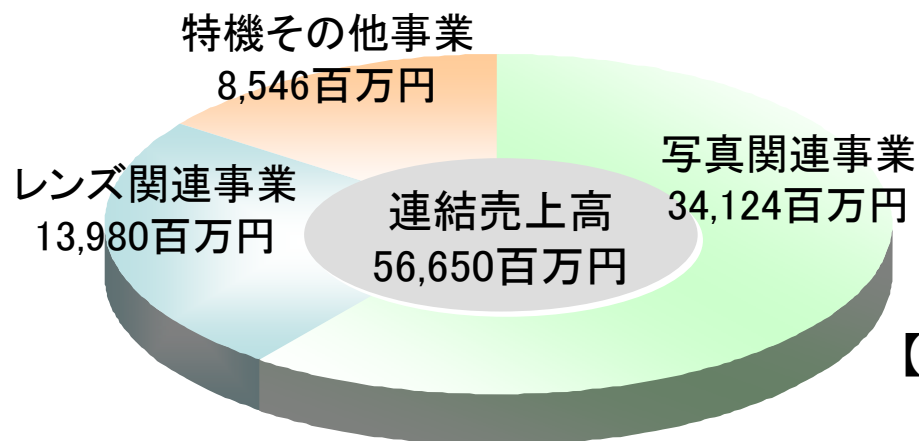 特機その他事業
8,546百万円
レンズ関連事業
13,980百万円
写真関連事業
34,124百万円
連結売上高
56,650百万円
【